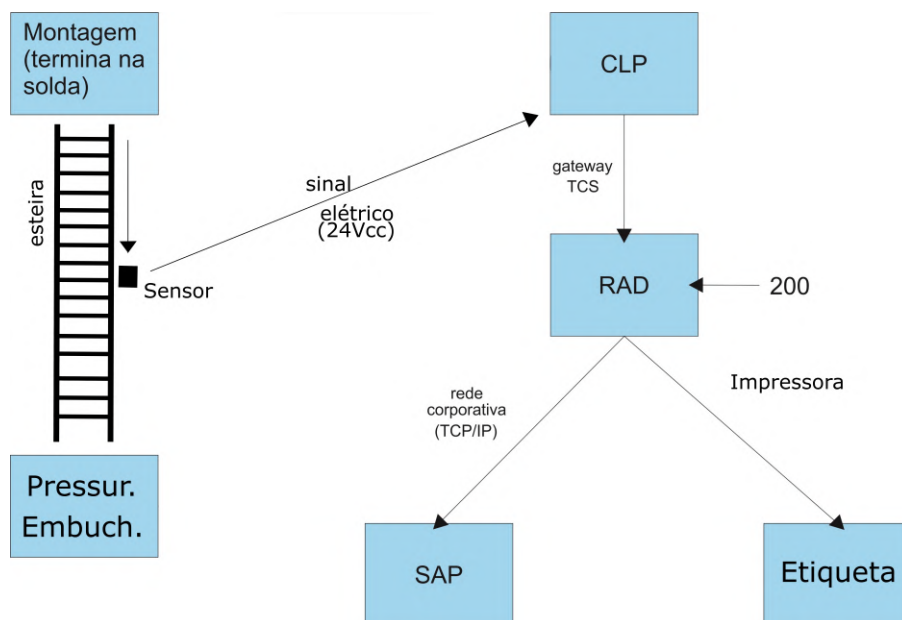 Montagem
(termina na
solda)
esteira
Sensor
Pressur.
Embuch.
sinal
elétrico
(24Vcc)
CLP
gateway
TCS
RAD
200
rede
corporativa
(TCP/IP)
Impressora
SAP
Etiqueta